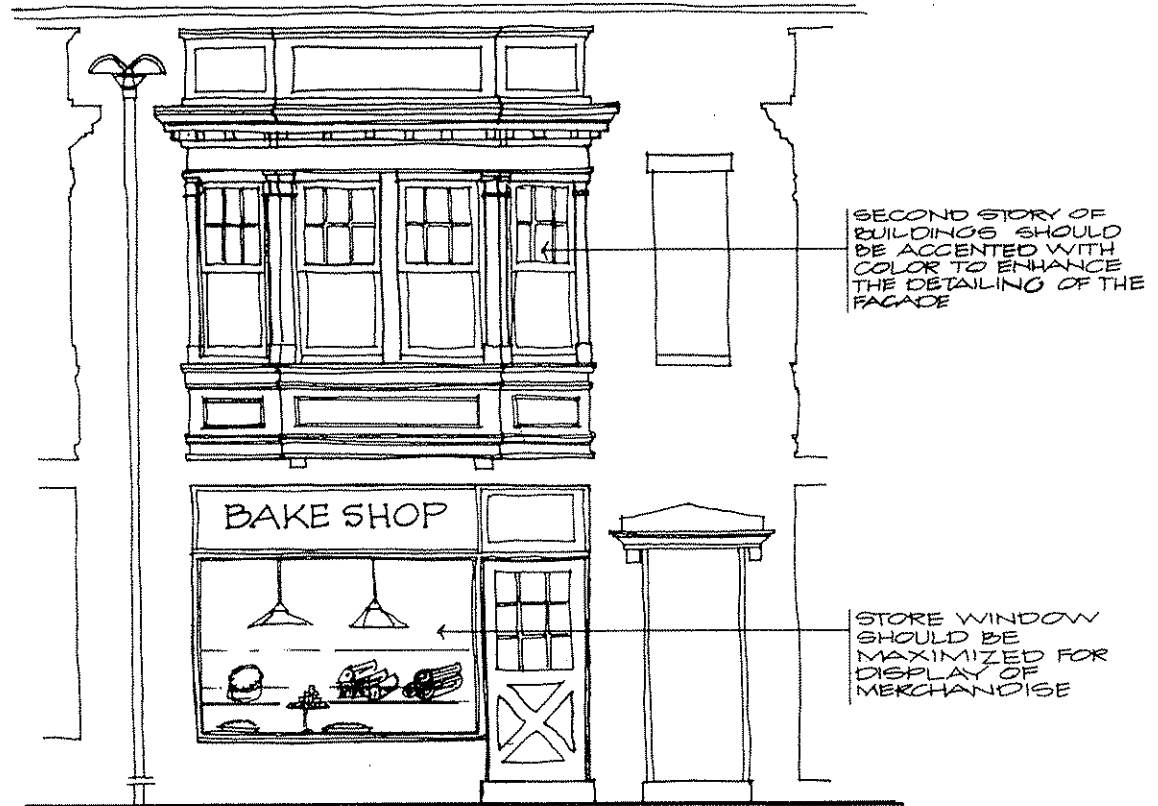 SECOND STORY OF
BUILDINGS SHOULD
BE ACCENTED WITH
COLOR TO ENHANCE
THE DETAILING OF THE
FACADE
BAKE SHOP
STORE WINDOW
SHOULD BE
MAXIMIZED FOR
DISPLAY OF
MERCHANDISE